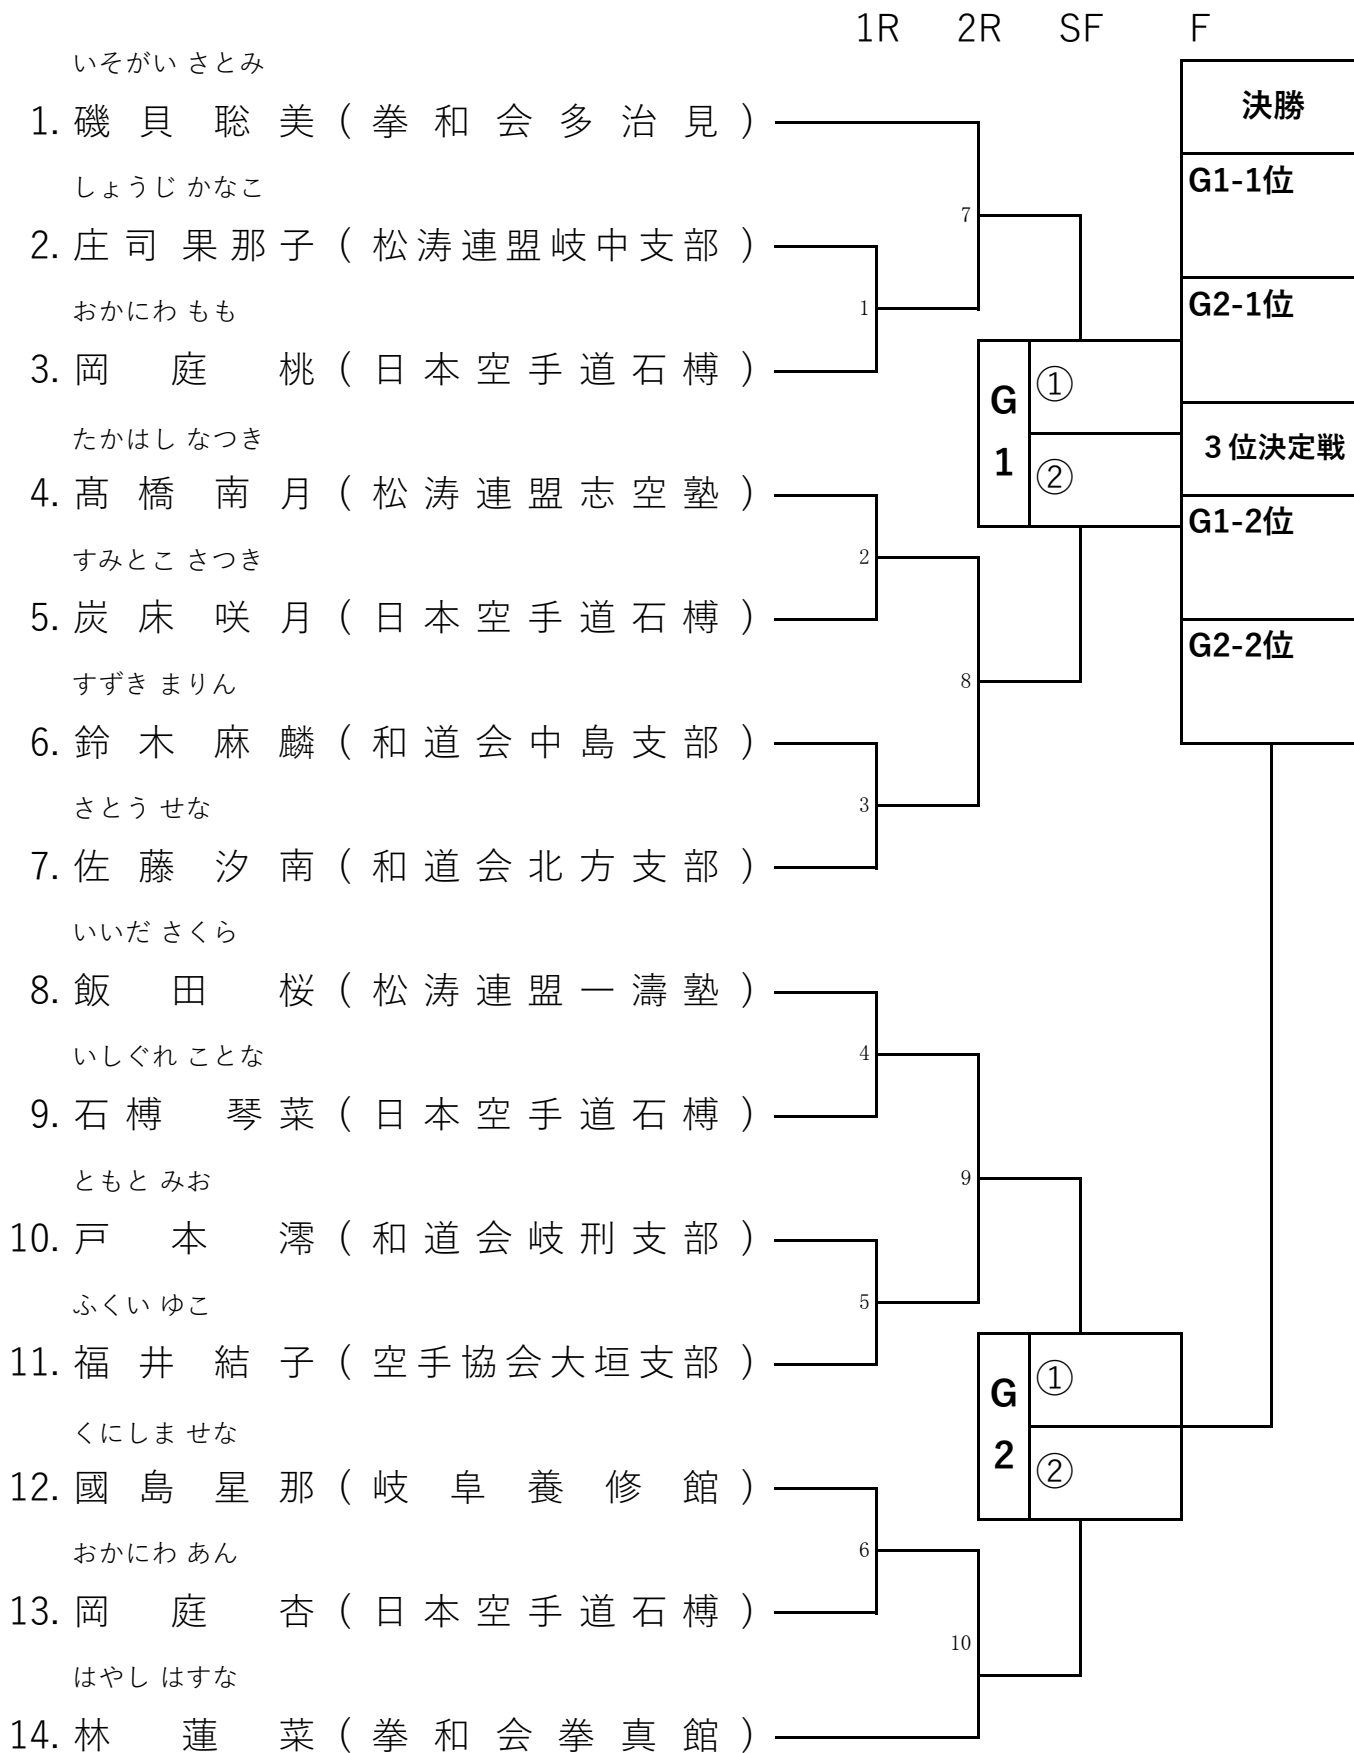 1R 2R SF F
いそがい さとみ
1. 磯貝 聡美 ( 拳和会多治見 )
決勝
しょうじ かなこ
G1-1位
7
2. 庄司 果那子 ( 松涛連盟岐中支部 )
おかにわ もも
G2-1位
1
3. 岡庭 桃 ( 日本空手道石榑 )
G1
①
②
たかはし なつき
3位決定戦
4. 髙橋 南月 ( 松涛連盟志空塾 )
G1-2位
すみとこ さつき
2
5. 炭床 咲月 ( 日本空手道石榑 )
G2-2位
すずき まりん
8
6. 鈴木 麻麟 ( 和道会中島支部 )
さとう せな
3
7. 佐藤 汐南 ( 和道会北方支部 )
いいだ さくら
8. 飯田 桜 ( 松涛連盟一濤塾 )
いしぐれ ことな
4
9. 石榑 琴菜 ( 日本空手道石榑 )
ともと みお
9
10. 戸本 澪 ( 和道会岐刑支部 )
ふくい ゆこ
5
11. 福井 結子 ( 空手協会大垣支部 )
G2
①
②
くにしま せな
12. 國島 星那 ( 岐阜養修館 )
おかにわ あん
6
13. 岡庭 杏 ( 日本空手道石榑 )
10
はやし はすな
14. 林 蓮菜 ( 拳和会拳真館 )